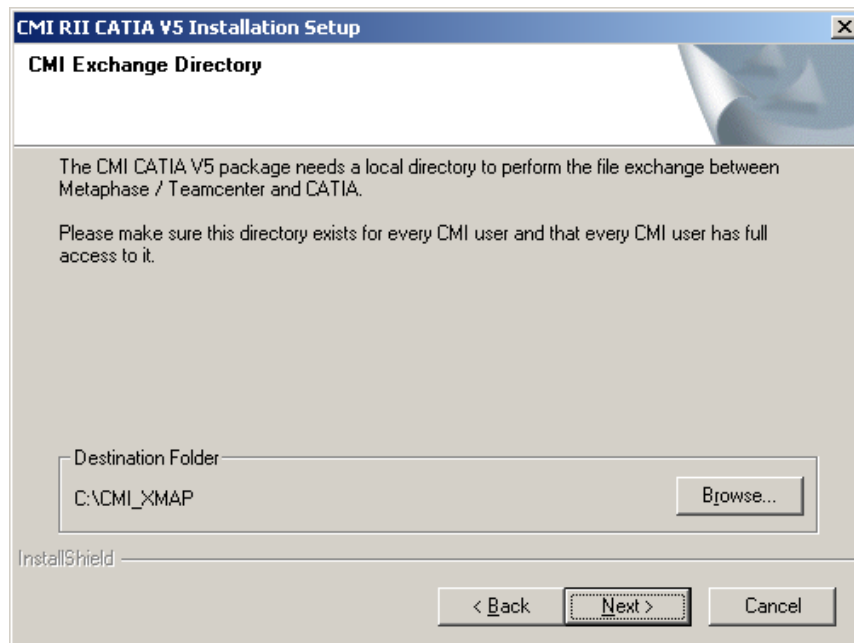 CMI RII CATIA V5 Installation Setup
CMI Exchange Directory
The CMI CATIA V5 package needs a local directory to perform the file exchange between
Metaphase / Teamcenter and CATIA.
Please make sure this directory exists for every CMI user and that every CMI user has full
access to it.
Destination Folder
C:\CMI_XMAP
Browse...
InstallShield
< Back
Next >
Cancel